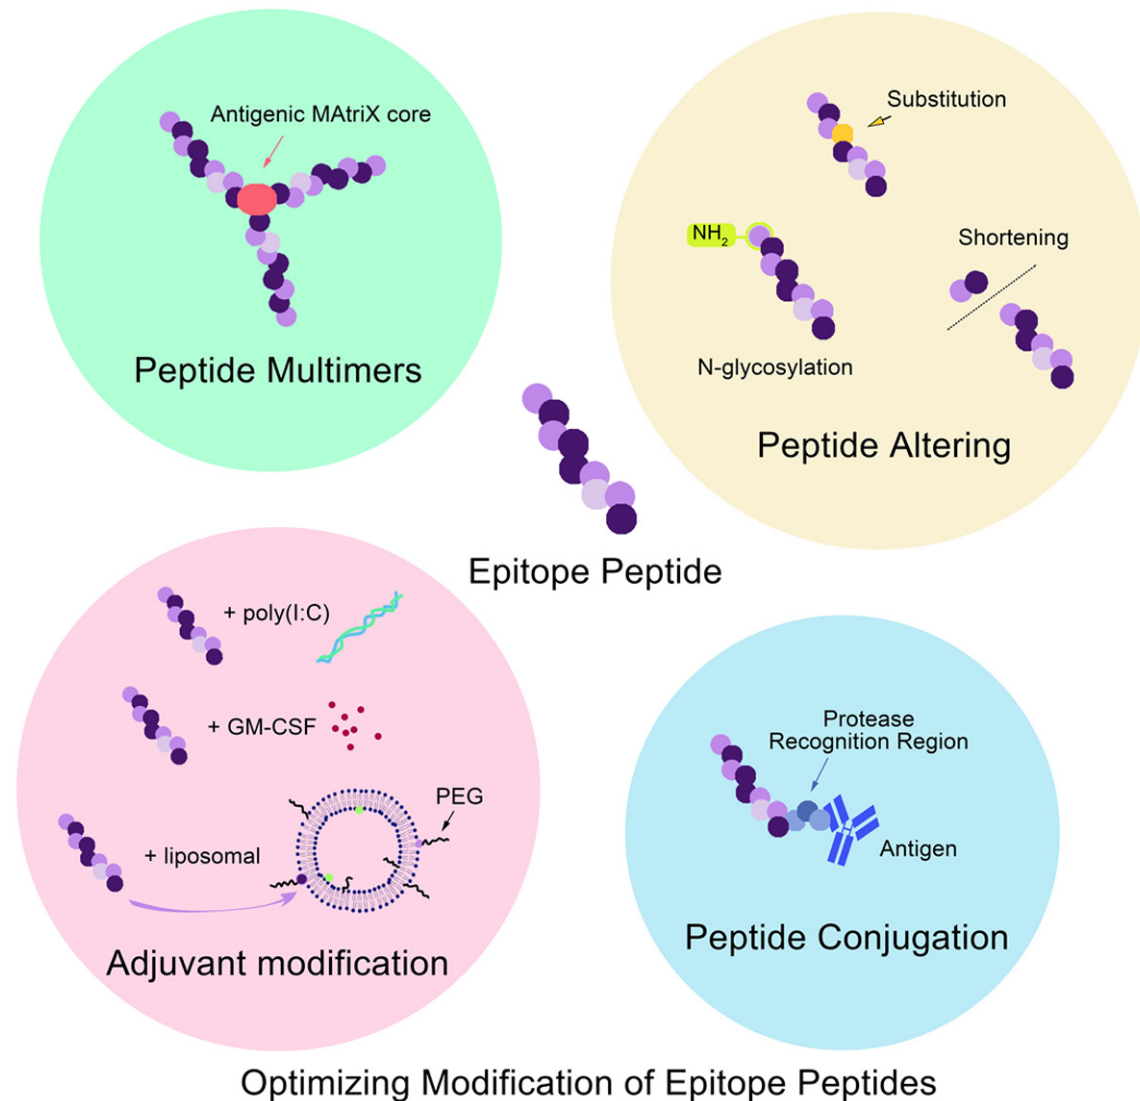 Antigenic MAtriX core
Peptide Multimers
Substitution
NH2
Shortening
N-glycosylation
Peptide Altering
Epitope Peptide
+ poly(I:C)
+ GM-CSF
PEG
+ liposomal
Adjuvant modification
Protease
Recognition Region
Antigen
Peptide Conjugation
Optimizing Modification of Epitope Peptides